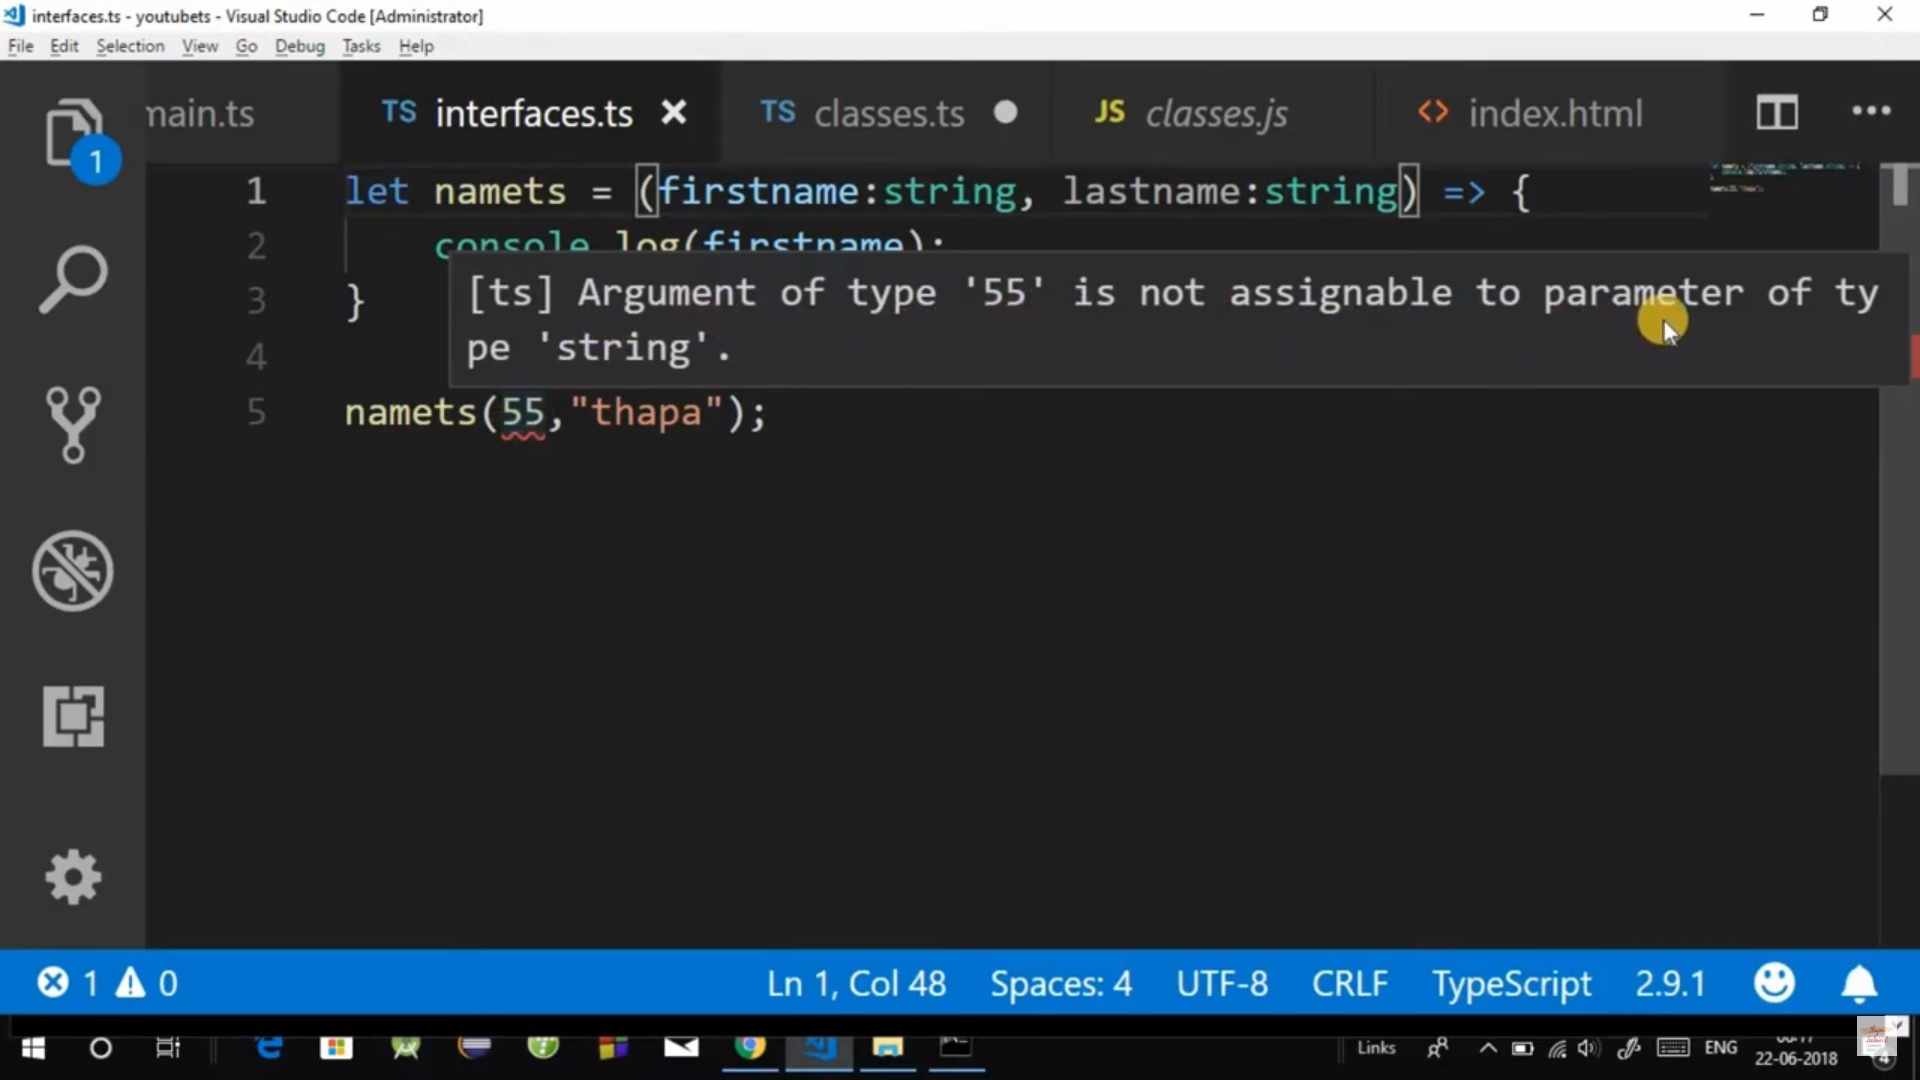 interfaces.ts - youtubets - Visual Studio Code [Administrator]
File Edit Selection View Go Debug Tasks Help
main.ts TS interfaces.ts TS classes.ts JS classes.js <> index.html
1
1 let namets = (firstname:string, lastname:string) => {
2 console.log(firstname);
3 }
[ts] Argument of type '55' is not assignable to parameter of ty
pe 'string'.
4
5 namets(55,"thapa");
1 0 Ln 1, Col 48 Spaces: 4 UTF-8 CRLF TypeScript 2.9.1
Links ENG
22-06-2018
4